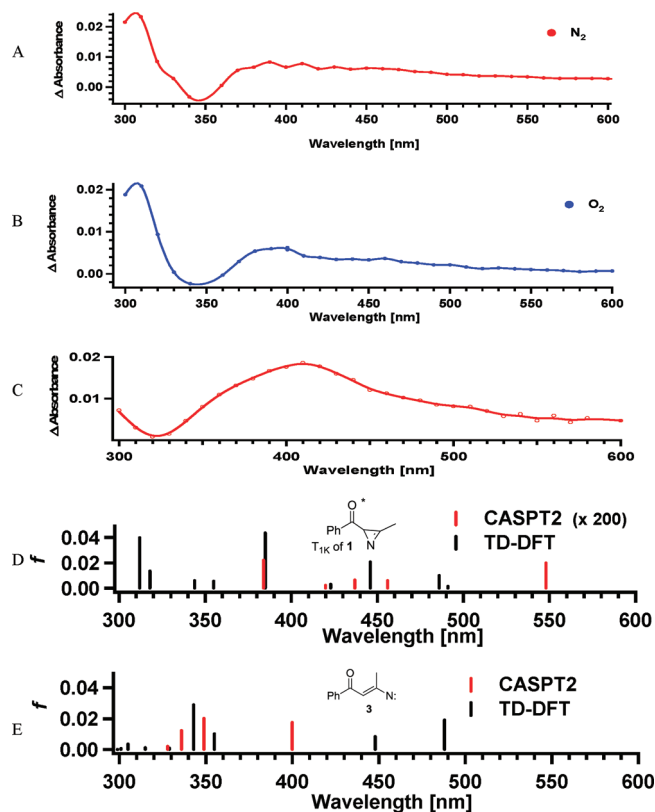 A
Δ Absorbance
0.02
0.01
0.00
N2
300 350 400 450 500 550 600
Wavelength [nm]
B
Δ Absorbance
0.02
0.01
0.00
O2
300 350 400 450 500 550 600
Wavelength [nm]
C
Δ Absorbance
0.02
0.01
300 350 400 450 500 550 600
Wavelength [nm]
D
f
0.04
0.02
0.00
O *
Ph
N
T1K of 1
CASPT2 (x 200)
TD-DFT
300 350 400 450 500 550 600
Wavelength [nm]
E
f
0.04
0.02
0.00
O
Ph
N:
3
CASPT2
TD-DFT
300 350 400 450 500 550 600
Wavelength [nm]